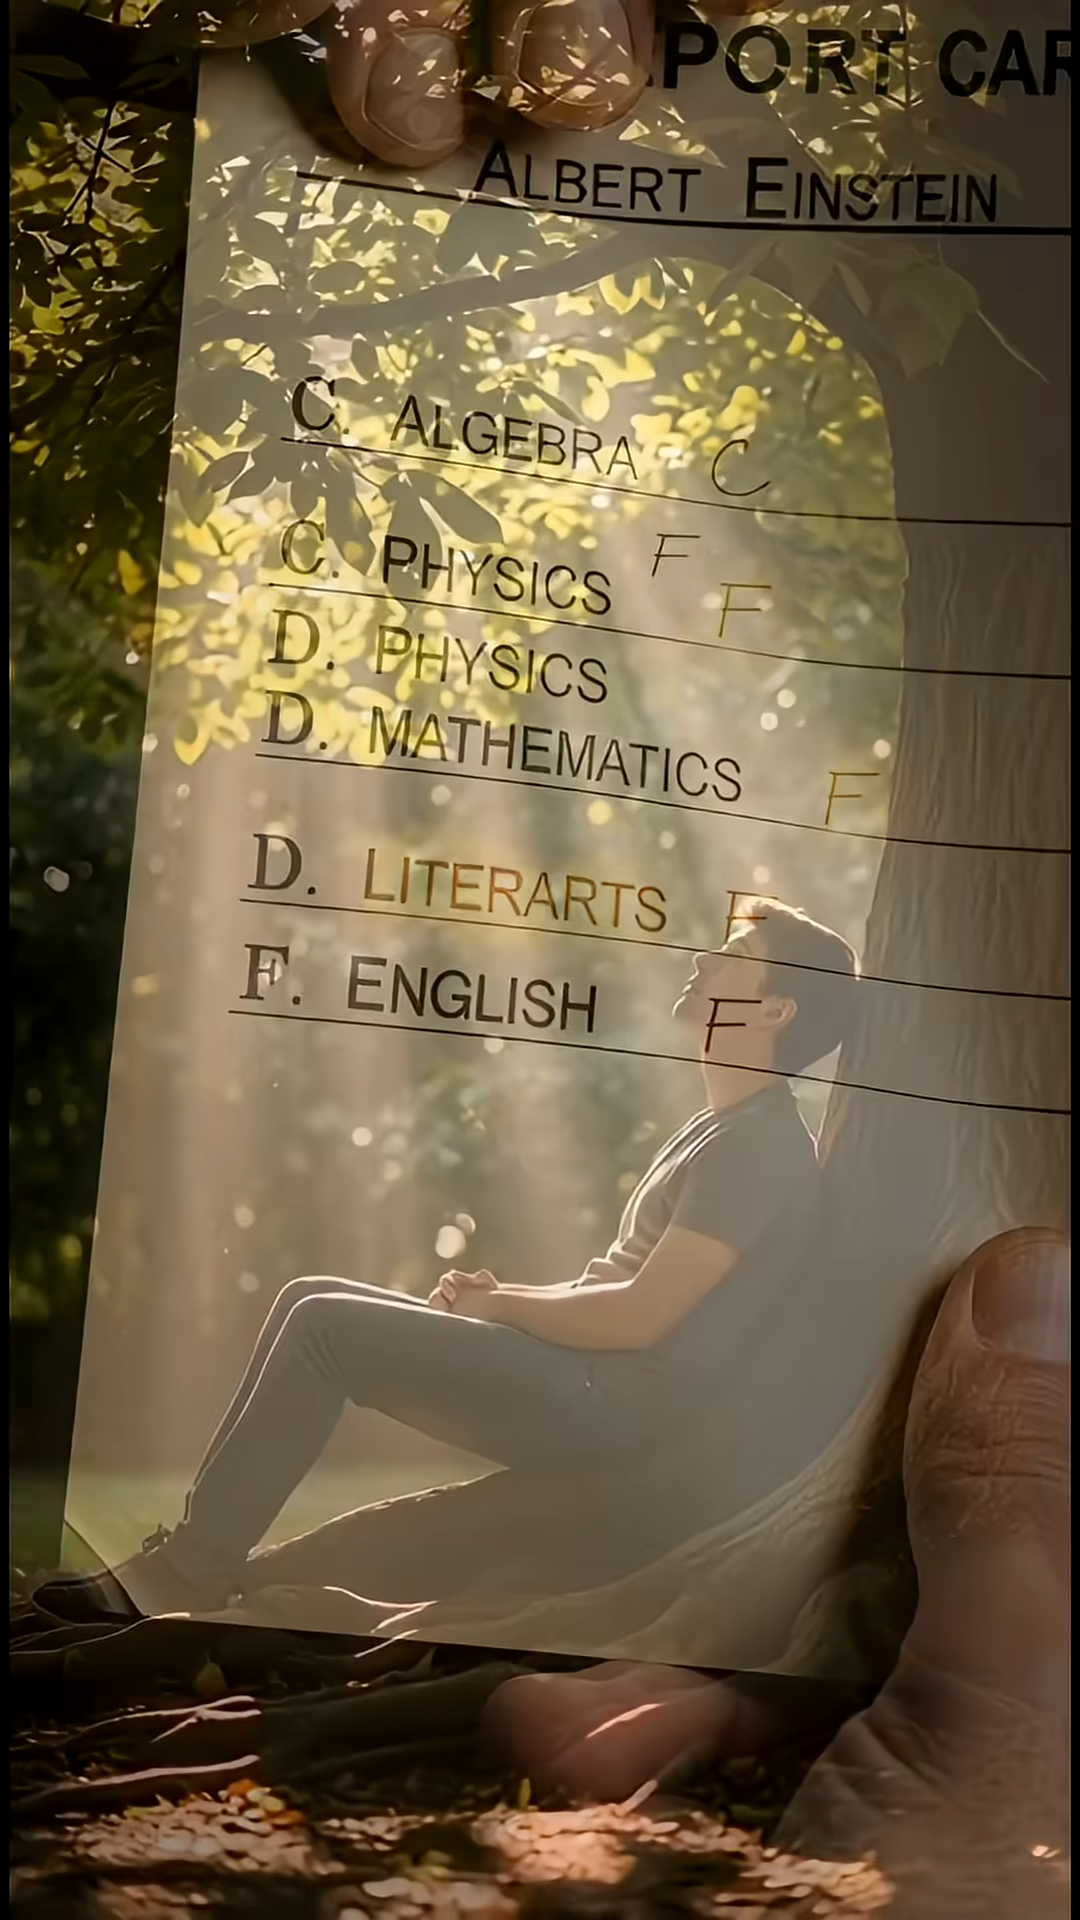 PORT CAR
ALBERT EINSTEIN
C. ALGEBRA C
C. PHYSICS F
F
D. PHYSICS
D. MATHEMATICS F
D. LITERARTS F
F. ENGLISH F